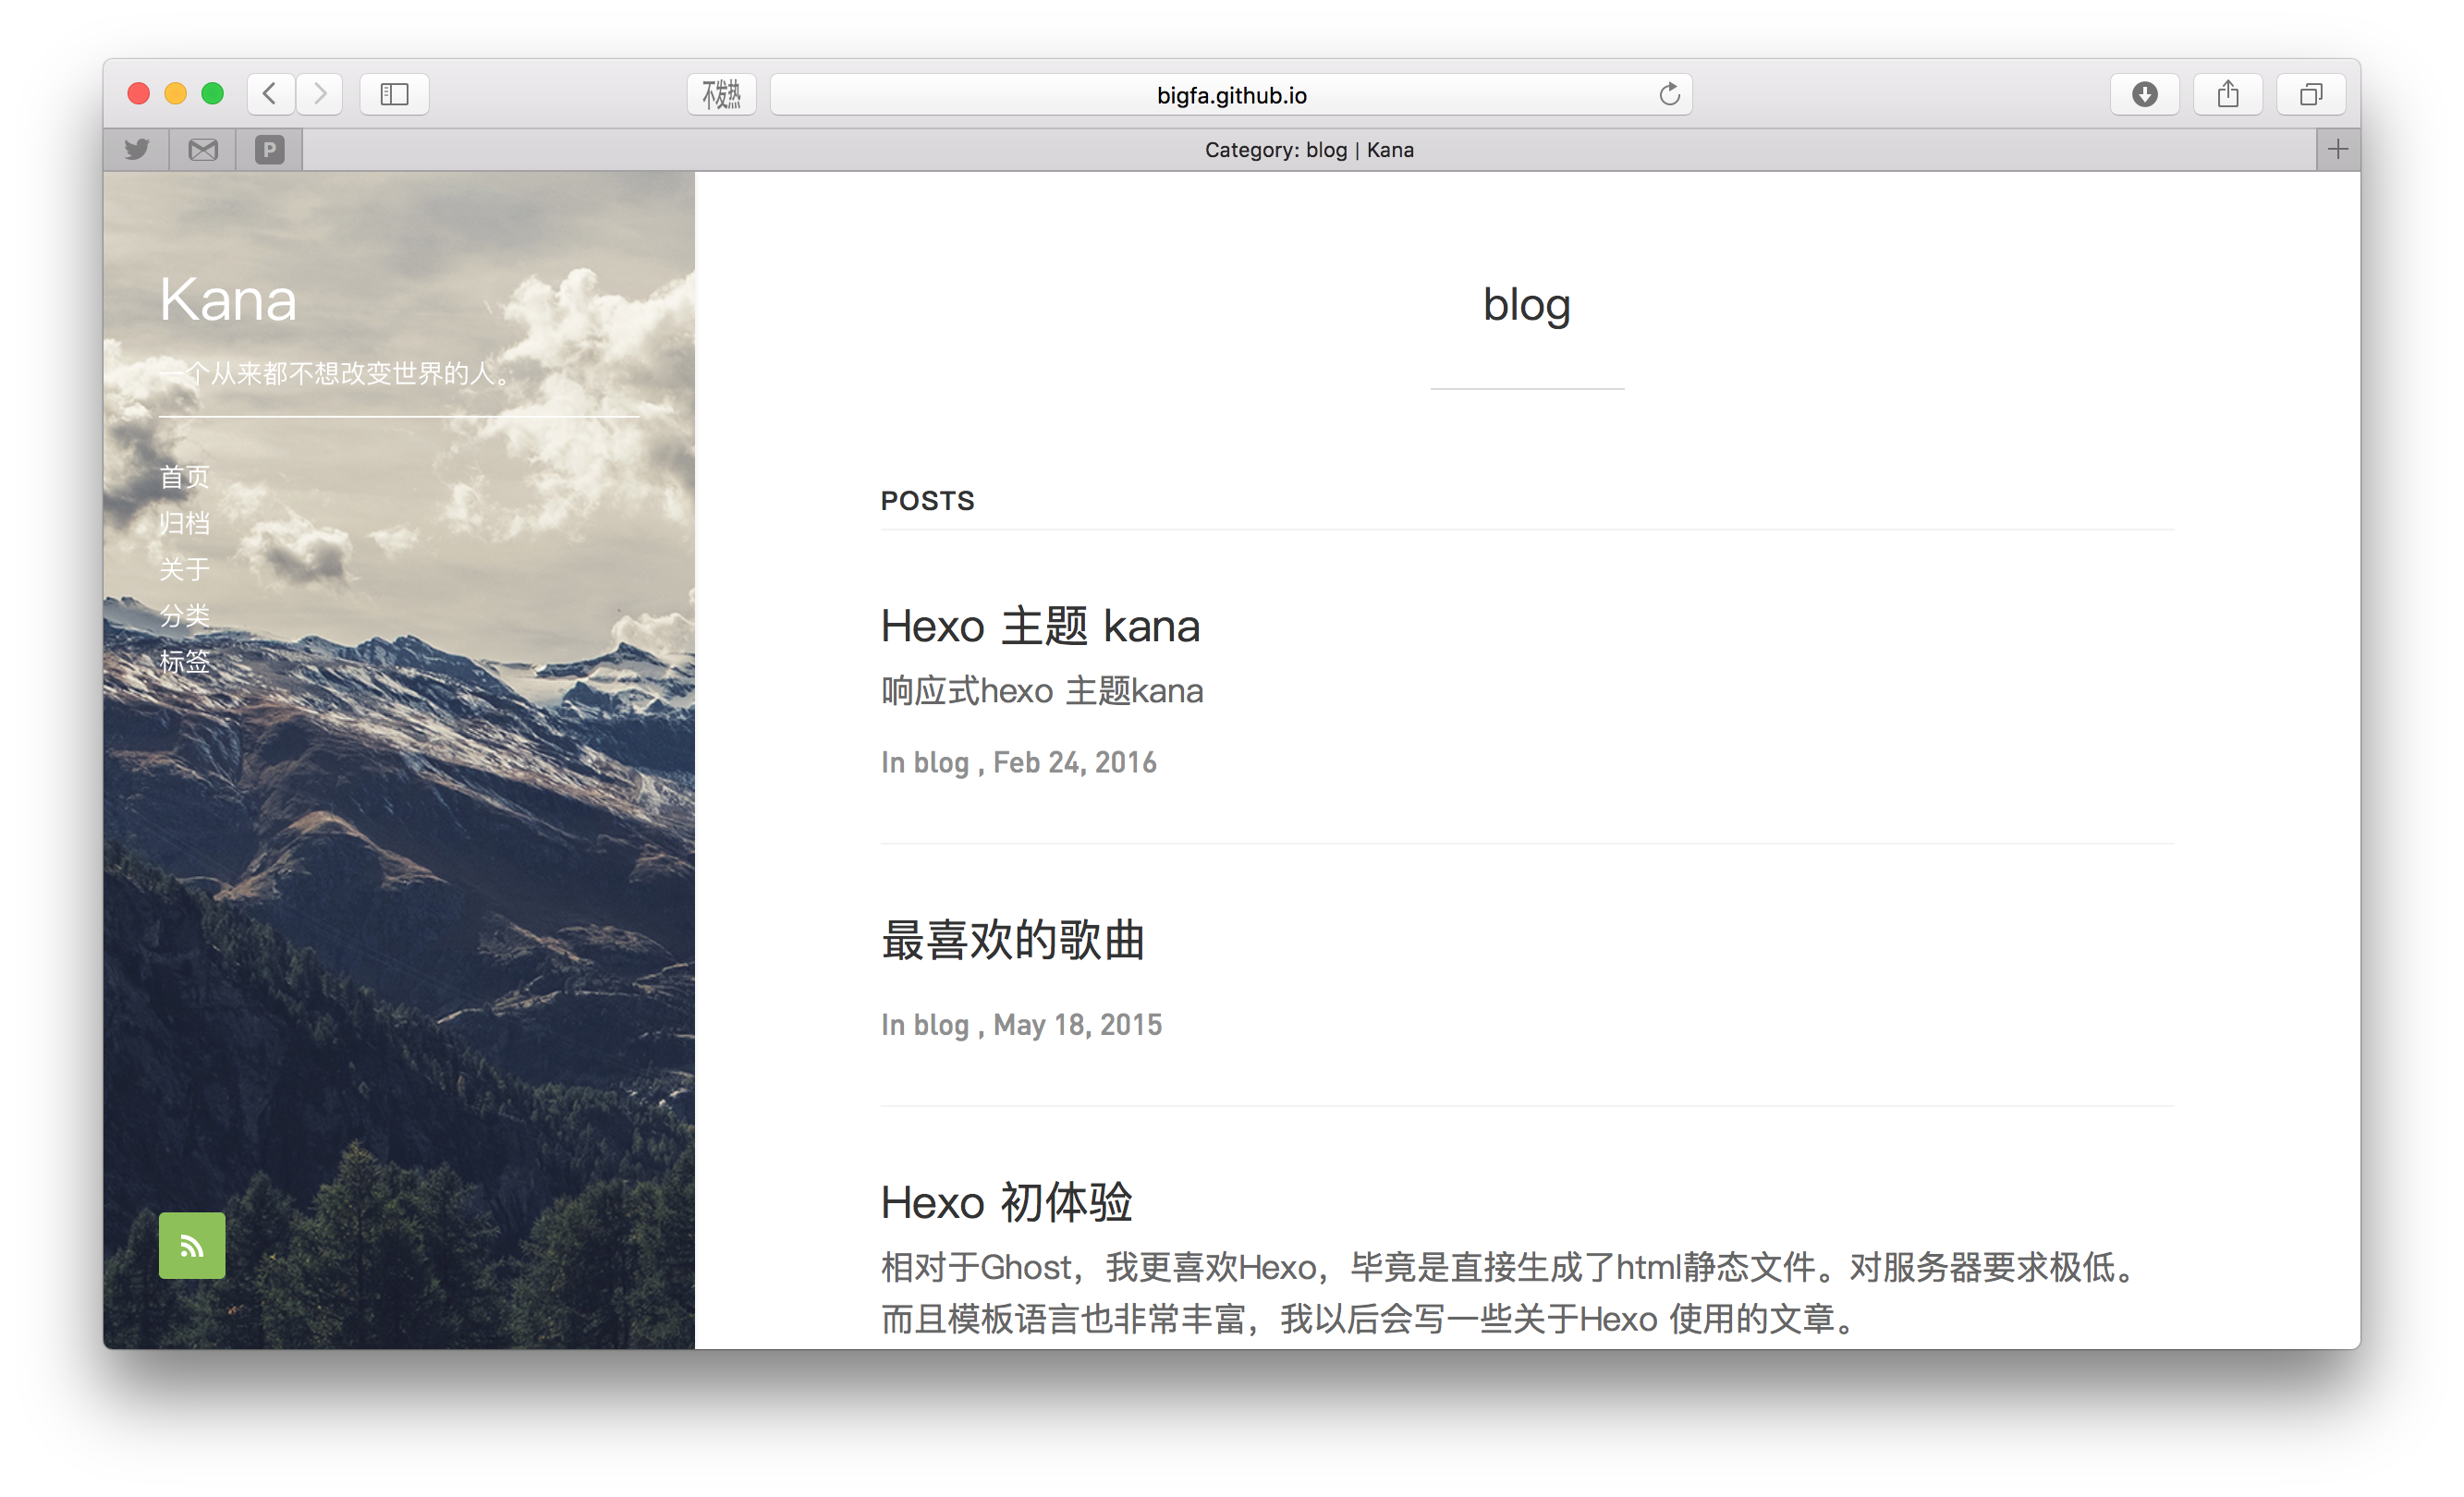 不发热
bigfa.github.io
P
Category: blog | Kana
Kana
一个从来都不想改变世界的人。
首页
归档
关于
分类
标签
blog
POSTS
Hexo 主题 kana
响应式hexo 主题kana
In blog , Feb 24, 2016
最喜欢的歌曲
In blog , May 18, 2015
Hexo 初体验
相对于Ghost，我更喜欢Hexo，毕竟是直接生成了html静态文件。对服务器要求极低。
而且模板语言也非常丰富，我以后会写一些关于Hexo 使用的文章。